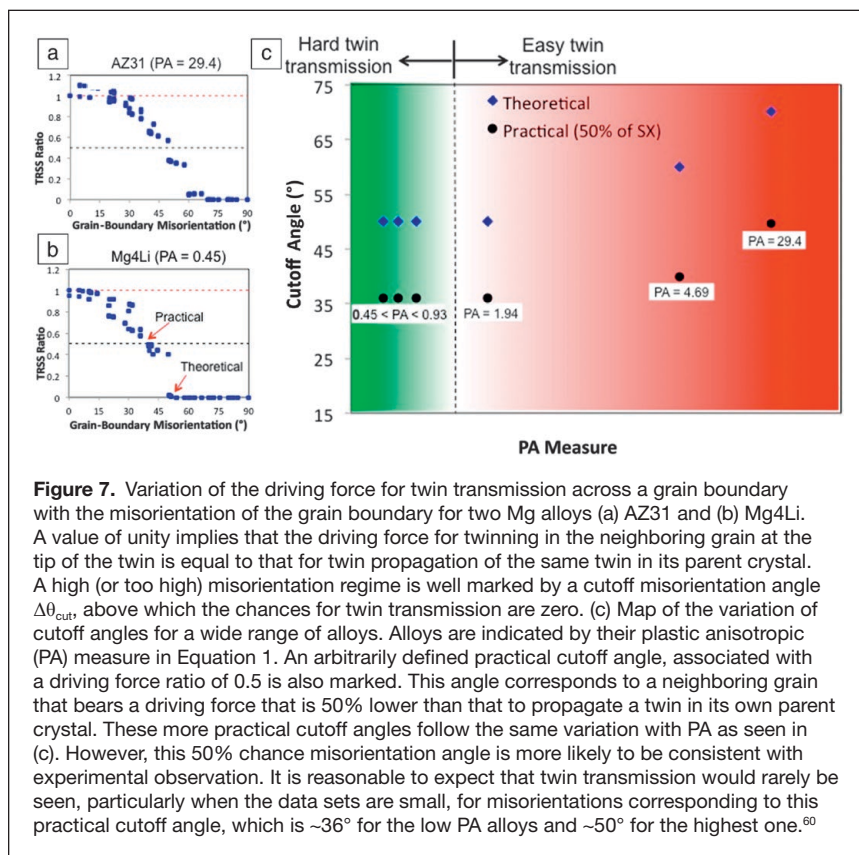 a
AZ31 (PA = 29.4)
1.2
1
0.8
0.6
0.4
0.2
0
TRSS Ratio
0 15 30 45 60 75 90
Grain-Boundary Misorientation (°)
b
Mg4Li (PA = 0.45)
1.2
1
0.8
0.6
0.4
0.2
0
TRSS Ratio
Practical
Theoretical
0 15 30 45 60 75 90
Grain-Boundary Misorientation (°)
c
Hard twin
transmission
Easy twin
transmission
75
65
55
45
35
25
15
Cutoff Angle (°)
Theoretical
Practical (50% of SX)
0.45 < PA < 0.93
PA = 1.94
PA = 4.69
PA = 29.4
PA Measure
Figure 7. Variation of the driving force for twin transmission across a grain boundary
with the misorientation of the grain boundary for two Mg alloys (a) AZ31 and (b) Mg4Li.
A value of unity implies that the driving force for twinning in the neighboring grain at the
tip of the twin is equal to that for twin propagation of the same twin in its parent crystal.
A high (or too high) misorientation regime is well marked by a cutoff misorientation angle
Δθcut, above which the chances for twin transmission are zero. (c) Map of the variation of
cutoff angles for a wide range of alloys. Alloys are indicated by their plastic anisotropic
(PA) measure in Equation 1. An arbitrarily defined practical cutoff angle, associated with
a driving force ratio of 0.5 is also marked. This angle corresponds to a neighboring grain
that bears a driving force that is 50% lower than that to propagate a twin in its own parent
crystal. These more practical cutoff angles follow the same variation with PA as seen in
(c). However, this 50% chance misorientation angle is more likely to be consistent with
experimental observation. It is reasonable to expect that twin transmission would rarely be
seen, particularly when the data sets are small, for misorientations corresponding to this
practical cutoff angle, which is ~36° for the low PA alloys and ~50° for the highest one.60